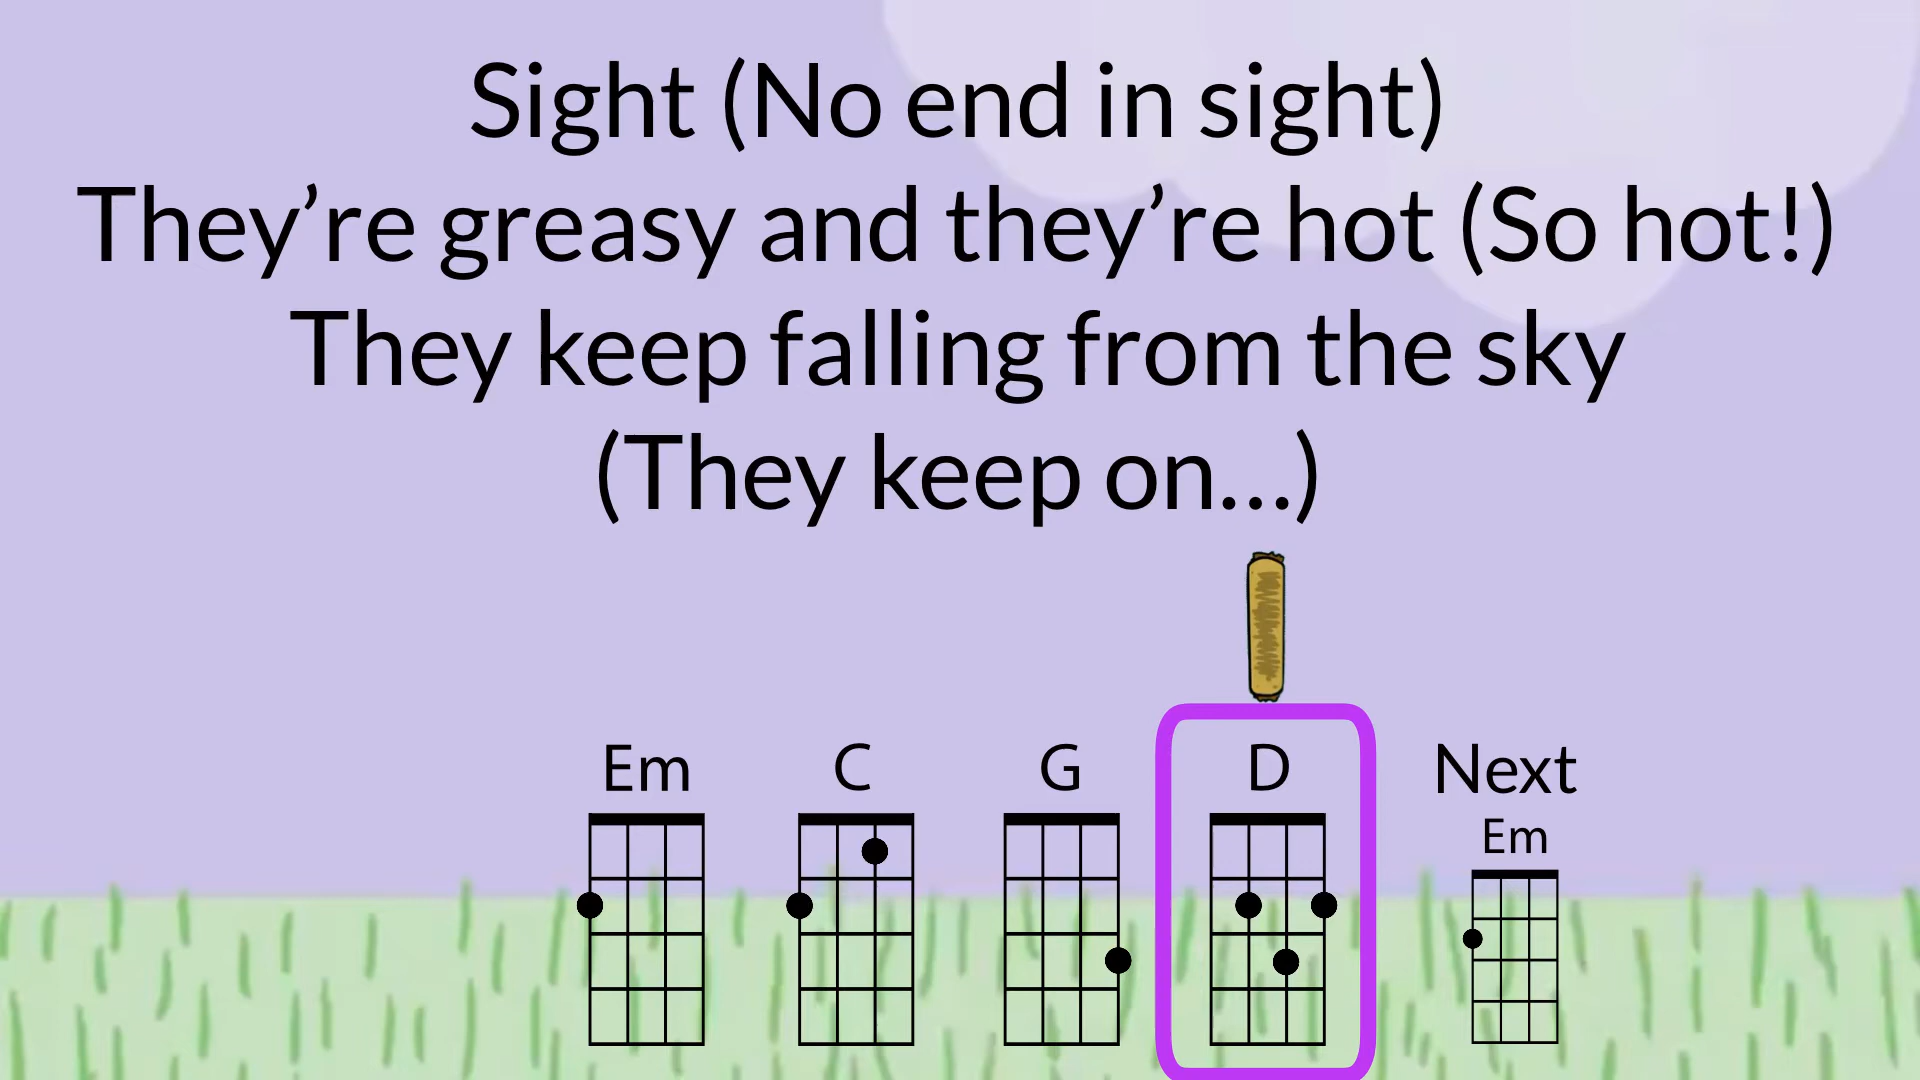 Sight (No end in sight)
They’re greasy and they’re hot (So hot!)
They keep falling from the sky
(They keep on...)
Em C G D Next
Em